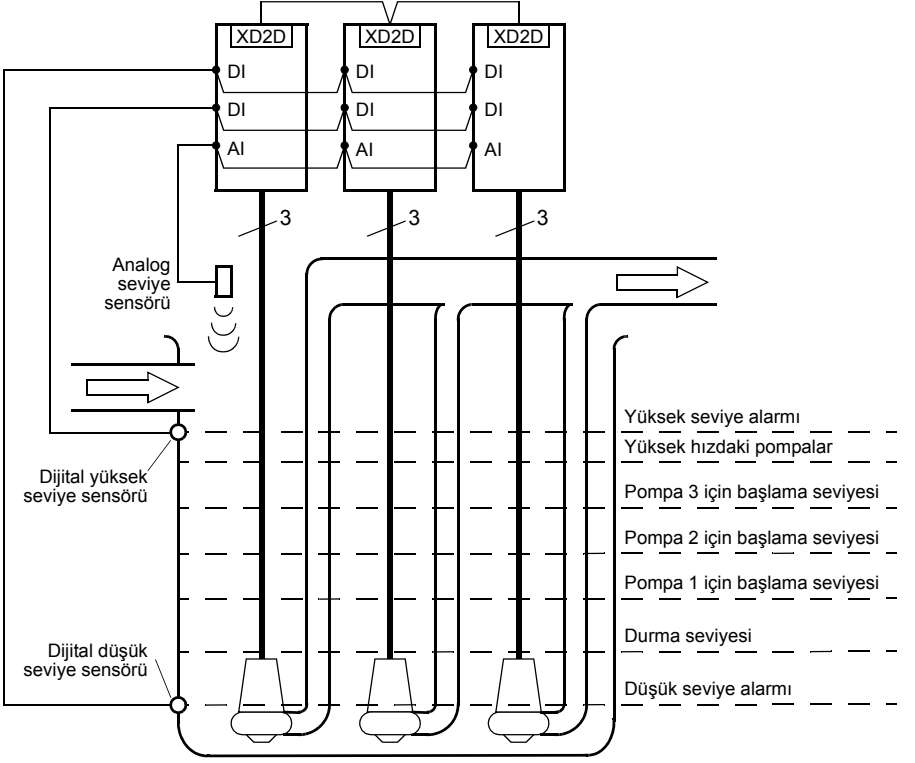 XD2D XD2D XD2D
DI DI DI
DI DI DI
AI AI AI
3 3 3
Analog
seviye
sensörü
Yüksek seviye alarmı
Yüksek hızdaki pompalar
Dijital yüksek
seviye sensörü
Pompa 3 için başlama seviyesi
Pompa 2 için başlama seviyesi
Pompa 1 için başlama seviyesi
Durma seviyesi
Dijital düşük
seviye sensörü
Düşük seviye alarmı